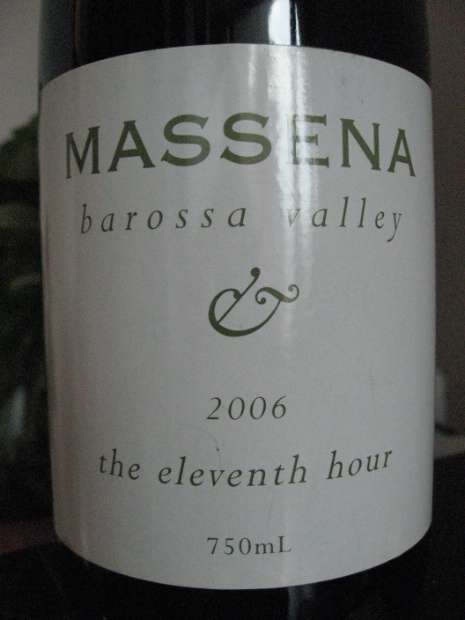 MASSENA
barossa valley
&
2006
the eleventh hour
750mL